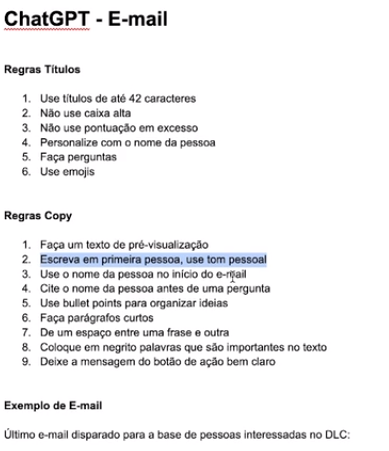 ChatGPT - E-mail
Regras Títulos
1. Use títulos de até 42 caracteres
2. Não use caixa alta
3. Não use pontuação em excesso
4. Personalize com o nome da pessoa
5. Faça perguntas
6. Use emojis
Regras Copy
1. Faça um texto de pré-visualização
2. Escreva em primeira pessoa, use tom pessoal
3. Use o nome da pessoa no início do e-mail
4. Cite o nome da pessoa antes de uma pergunta
5. Use bullet points para organizar ideias
6. Faça parágrafos curtos
7. De um espaço entre uma frase e outra
8. Coloque em negrito palavras que são importantes no texto
9. Deixe a mensagem do botão de ação bem claro
Exemplo de E-mail
Último e-mail disparado para a base de pessoas interessadas no DLC: